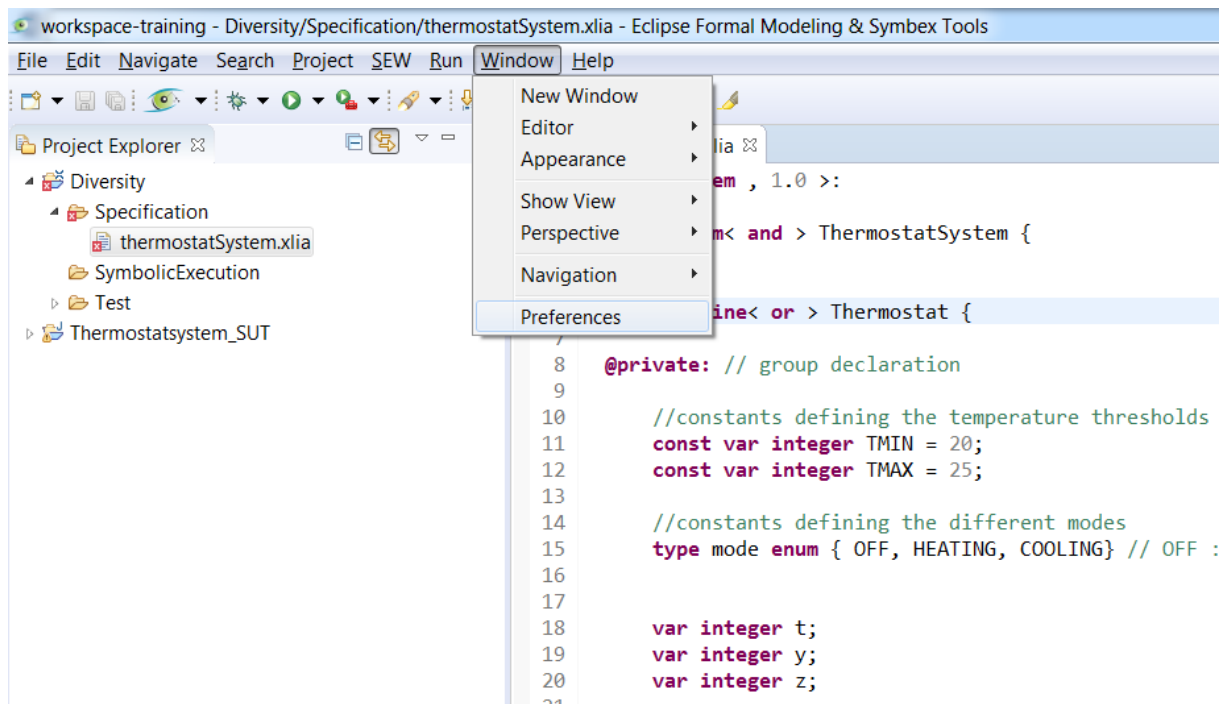 workspace-training - Diversity/Specification/thermostatSystem.xlia - Eclipse Formal Modeling & Symbex Tools
File Edit Navigate Search Project SEW Run Window Help
New Window
Editor
Appearance
Show View
Perspective
Navigation
Preferences
Project Explorer
Diversity
Specification
thermostatSystem.xlia
SymbolicExecution
Test
Thermostatsystem_SUT
lia
em , 1.0 >:
m< and > ThermostatSystem {
ine< or > Thermostat {
7
8 @private: // group declaration
9
10 //constants defining the temperature thresholds
11 const var integer TMIN = 20;
12 const var integer TMAX = 25;
13
14 //constants defining the different modes
15 type mode enum { OFF, HEATING, COOLING} // OFF :
16
17
18 var integer t;
19 var integer y;
20 var integer z;
21